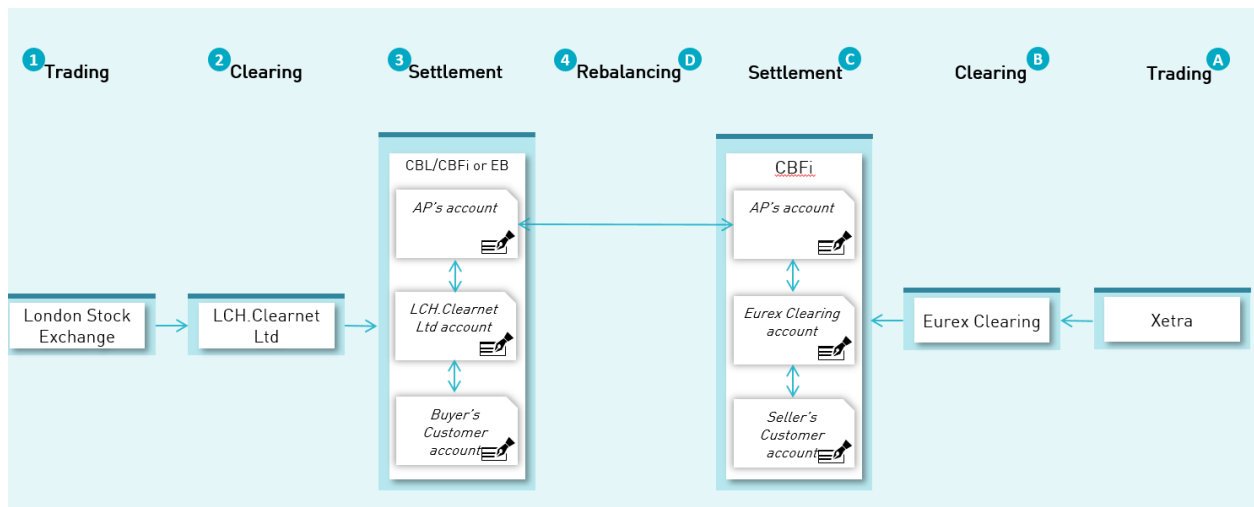 1 Trading
2 Clearing
3 Settlement
4 Rebalancing D
Settlement C
Clearing B
Trading A
CBL/CBFi or EB
AP's account
LCH.Clearnet
Ltd account
Buyer's
Customer
account
CBFi
AP's account
Eurex Clearing
account
Seller's
Customer
account
London Stock
Exchange
LCH.Clearnet
Ltd
Eurex Clearing
Xetra